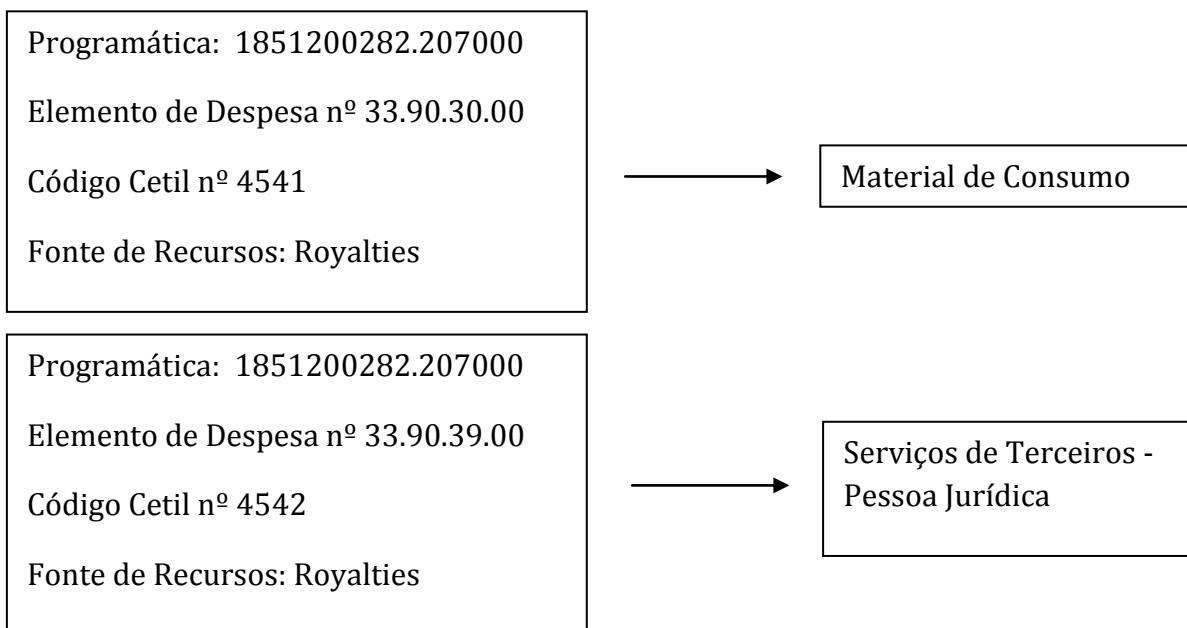 Programática: 1851200282.207000
Elemento de Despesa nº 33.90.30.00
Código Cetil nº 4541
Fonte de Recursos: Royalties
Material de Consumo
Programática: 1851200282.207000
Elemento de Despesa nº 33.90.39.00
Código Cetil nº 4542
Fonte de Recursos: Royalties
Serviços de Terceiros -
Pessoa Jurídica